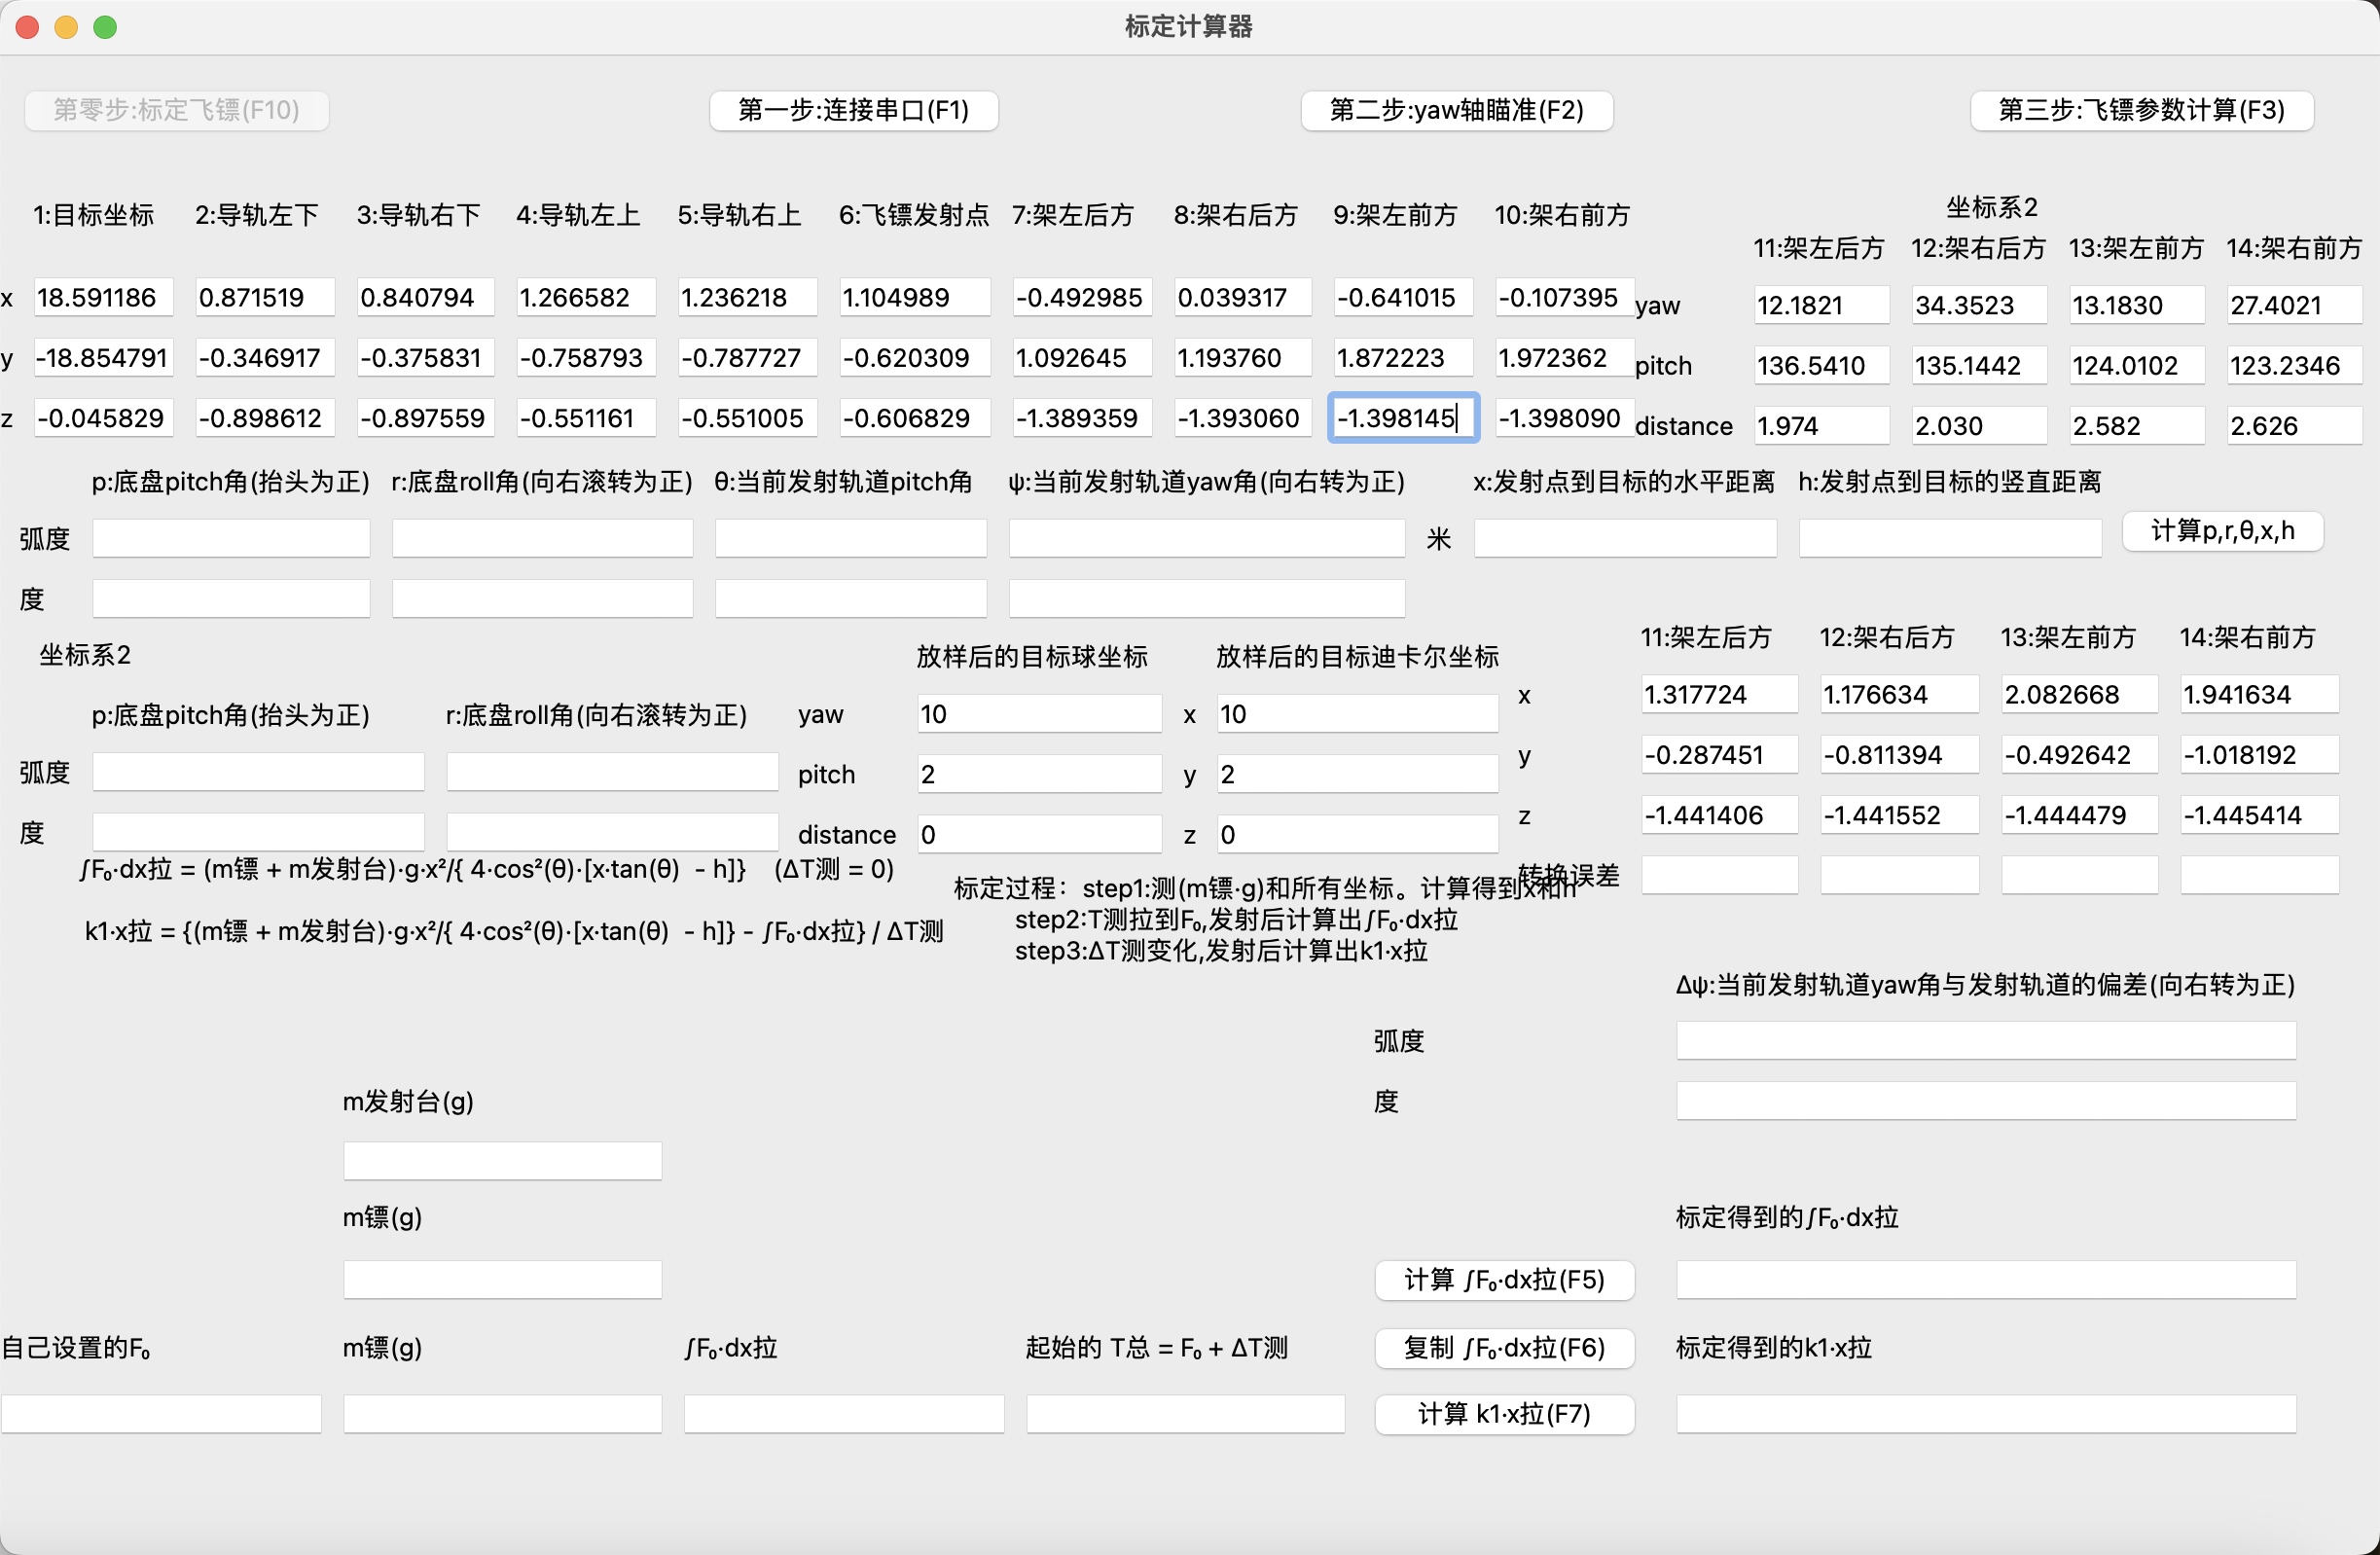 标定计算器
第零步:标定飞镖(F10) 第一步:连接串口(F1) 第二步:yaw轴瞄准(F2) 第三步:飞镖参数计算(F3)
坐标系2
1:目标坐标 2:导轨左下 3:导轨右下 4:导轨左上 5:导轨右上 6:飞镖发射点 7:架左后方 8:架右后方 9:架左前方 10:架右前方
11:架左后方 12:架右后方 13:架左前方 14:架右前方
x 18.591186 0.871519 0.840794 1.266582 1.236218 1.104989 -0.492985 0.039317 -0.641015 -0.107395
yaw 12.1821 34.3523 13.1830 27.4021
y -18.854791 -0.346917 -0.375831 -0.758793 -0.787727 -0.620309 1.092645 1.193760 1.872223 1.972362
pitch 136.5410 135.1442 124.0102 123.2346
z -0.045829 -0.898612 -0.897559 -0.551161 -0.551005 -0.606829 -1.389359 -1.393060 -1.398145 -1.398090
distance 1.974 2.030 2.582 2.626
p:底盘pitch角(抬头为正) r:底盘roll角(向右滚转为正) θ:当前发射轨道pitch角 ψ:当前发射轨道yaw角(向右转为正) x:发射点到目标的水平距离 h:发射点到目标的竖直距离
弧度 米 计算p,r,θ,x,h
度
坐标系2 放样后的目标球坐标 放样后的目标迪卡尔坐标 11:架左后方 12:架右后方 13:架左前方 14:架右前方
p:底盘pitch角(抬头为正) r:底盘roll角(向右滚转为正) yaw 10 x 10
x 1.317724 1.176634 2.082668 1.941634
弧度 pitch 2 y 2
y -0.287451 -0.811394 -0.492642 -1.018192
度 distance 0 z 0
z -1.441406 -1.441552 -1.444479 -1.445414
转换误差
∫F₀·dx拉 = (m镖 + m发射台)·g·x²/{ 4·cos²(θ)·[x·tan(θ) - h]} (ΔT测 = 0)
k1·x拉 = {(m镖 + m发射台)·g·x²/{ 4·cos²(θ)·[x·tan(θ) - h]} - ∫F₀·dx拉} / ΔT测
标定过程：step1:测(m镖·g)和所有坐标。计算得到x和h
step2:T测拉到F₀,发射后计算出∫F₀·dx拉
step3:ΔT测变化,发射后计算出k1·x拉
Δψ:当前发射轨道yaw角与发射轨道的偏差(向右转为正)
弧度
m发射台(g) 度
m镖(g) 标定得到的∫F₀·dx拉
计算 ∫F₀·dx拉(F5)
自己设置的F₀ m镖(g) ∫F₀·dx拉 起始的 T总 = F₀ + ΔT测 复制 ∫F₀·dx拉(F6) 标定得到的k1·x拉
计算 k1·x拉(F7)